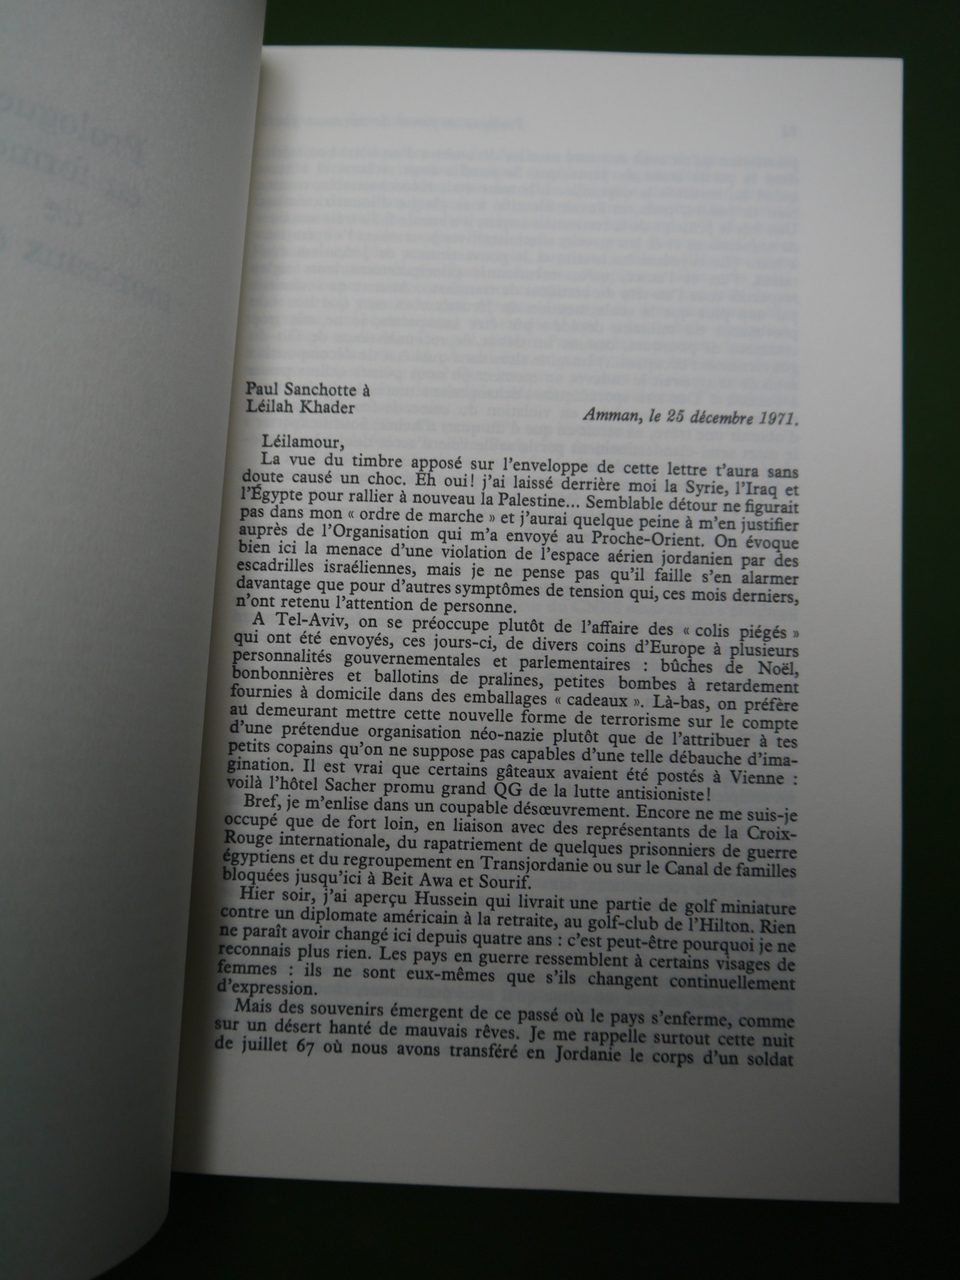 Prologue
en forme
de
morceaux
Paul Sanchotte à
Léilah Khader
Amman, le 25 décembre 1971.
Léilamour,
La vue du timbre apposé sur l'enveloppe de cette lettre t'aura sans
doute causé un choc. Eh oui! j'ai laissé derrière moi la Syrie, l'Iraq et
l'Égypte pour rallier à nouveau la Palestine... Semblable détour ne figurait
pas dans mon « ordre de marche » et j'aurai quelque peine à m'en justifier
auprès de l'Organisation qui m'a envoyé au Proche-Orient. On évoque
bien ici la menace d'une violation de l'espace aérien jordanien par des
escadrilles israéliennes, mais je ne pense pas qu'il faille s'en alarmer
davantage que pour d'autres symptômes de tension qui, ces mois derniers,
n'ont retenu l'attention de personne.
A Tel-Aviv, on se préoccupe plutôt de l'affaire des « colis piégés »
qui ont été envoyés, ces jours-ci, de divers coins d'Europe à plusieurs
personnalités gouvernementales et parlementaires : bûches de Noël,
bonbonnières et ballotins de pralines, petites bombes à retardement
fournies à domicile dans des emballages « cadeaux ». Là-bas, on préfère
au demeurant mettre cette nouvelle forme de terrorisme sur le compte
d'une prétendue organisation néo-nazie plutôt que de l'attribuer à tes
petits copains qu'on ne suppose pas capables d'une telle débauche d'ima-
gination. Il est vrai que certains gâteaux avaient été postés à Vienne :
voilà l'hôtel Sacher promu grand QG de la lutte antisioniste!
Bref, je m'enlise dans un coupable désœuvrement. Encore ne me suis-je
occupé que de fort loin, en liaison avec des représentants de la Croix-
Rouge internationale, du rapatriement de quelques prisonniers de guerre
égyptiens et du regroupement en Transjordanie ou sur le Canal de familles
bloquées jusqu'ici à Beit Awa et Sourif.
Hier soir, j'ai aperçu Hussein qui livrait une partie de golf miniature
contre un diplomate américain à la retraite, au golf-club de l'Hilton. Rien
ne paraît avoir changé ici depuis quatre ans : c'est peut-être pourquoi je ne
reconnais plus rien. Les pays en guerre ressemblent à certains visages de
femmes : ils ne sont eux-mêmes que s'ils changent continuellement
d'expression.
Mais des souvenirs émergent de ce passé où le pays s'enferme, comme
sur un désert hanté de mauvais rêves. Je me rappelle surtout cette nuit
de juillet 67 où nous avons transféré en Jordanie le corps d'un soldat